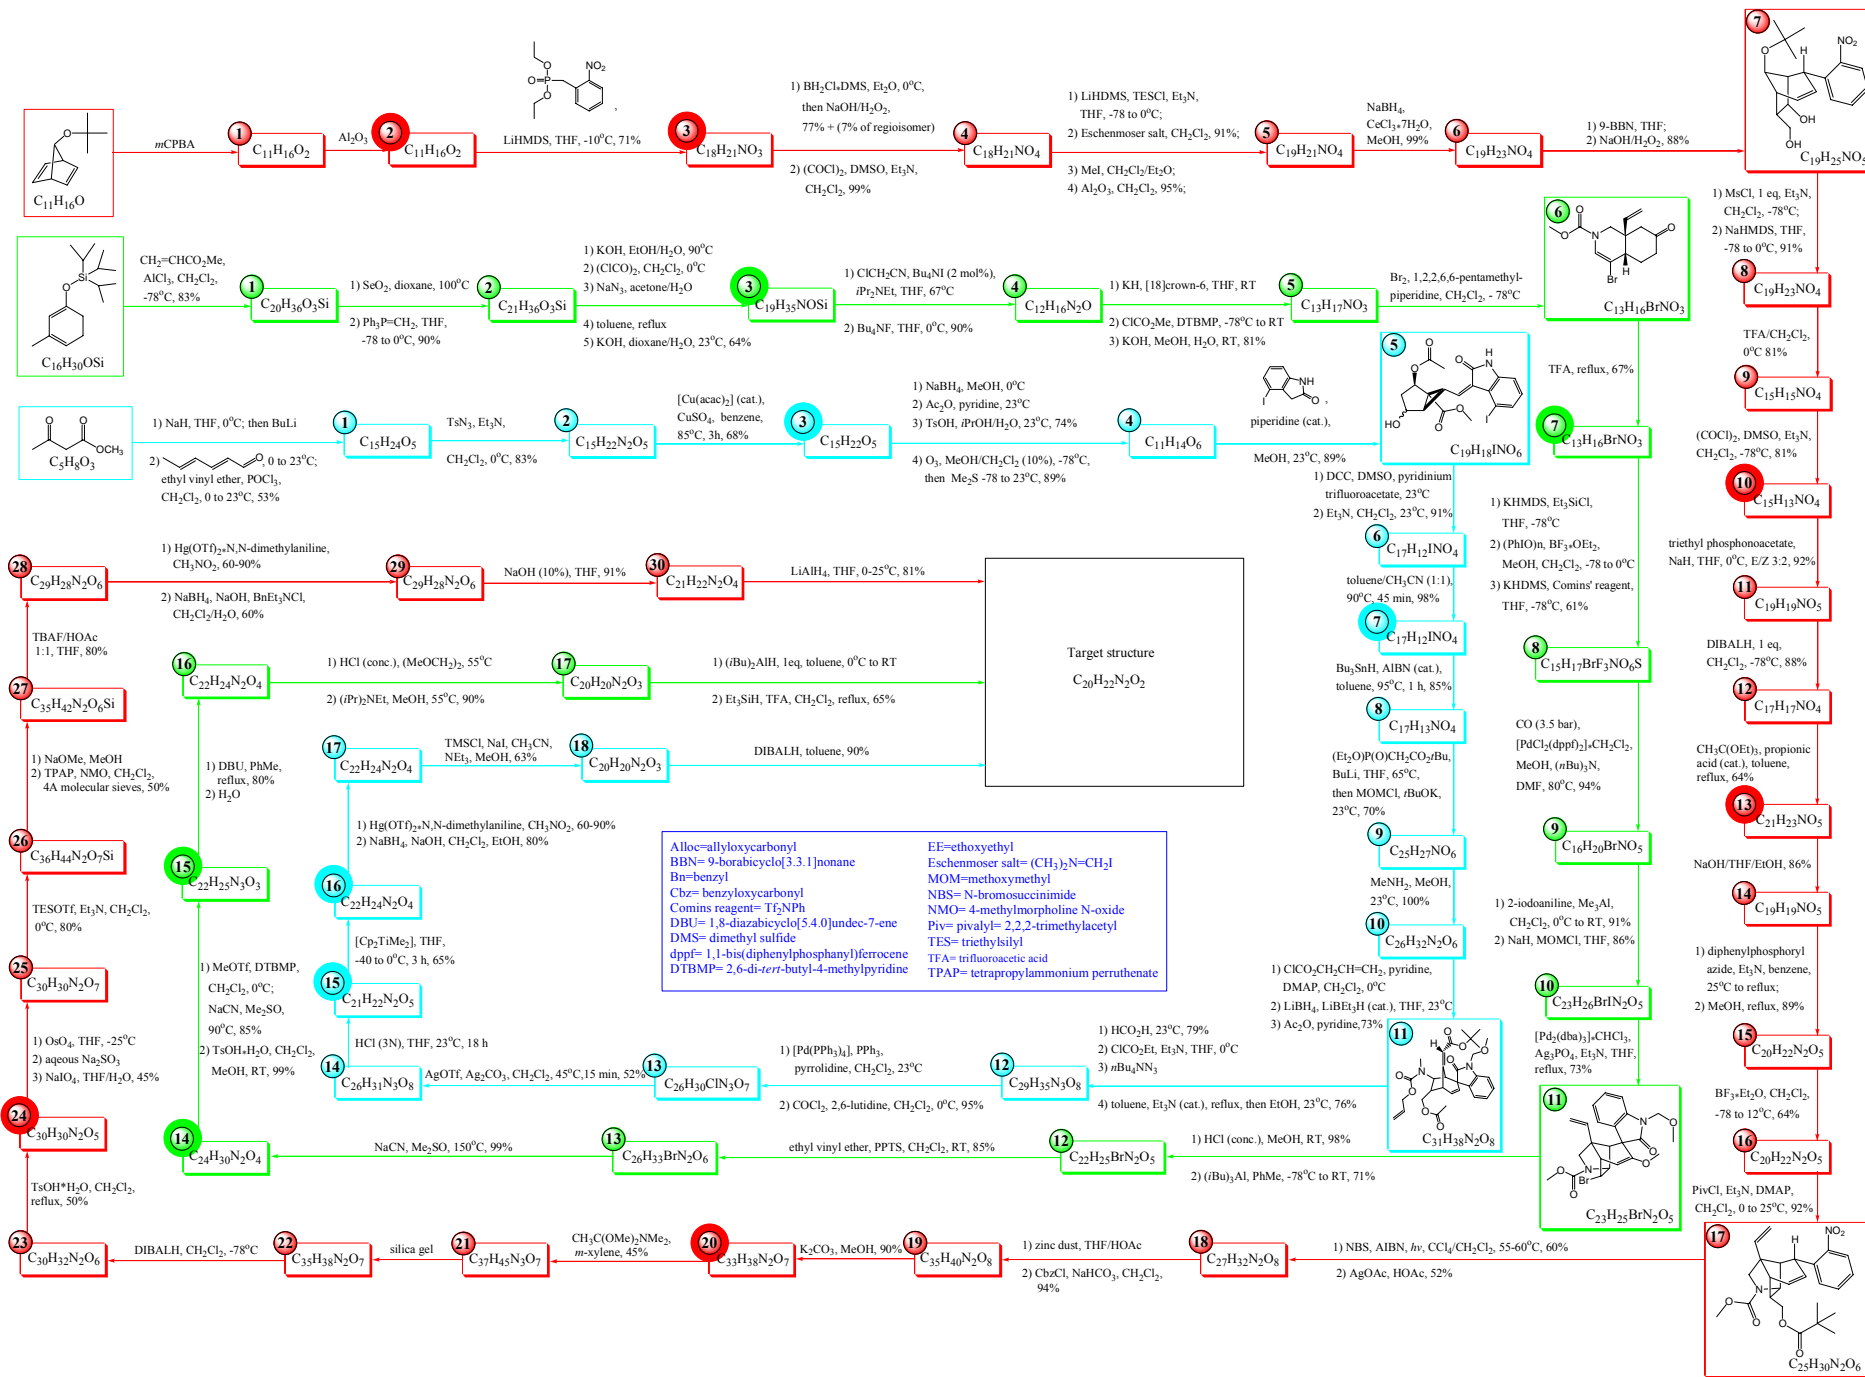 C11H16O
mCPBA
1
C11H16O2
Al2O3
2
C11H16O2
O=P
O
O
NO2
,
LiHMDS, THF, -10°C, 71%
3
C18H21NO3
1) BH2Cl*DMS, Et2O, 0°C,
then NaOH/H2O2,
77% + (7% of regioisomer)
2) (COCl)2, DMSO, Et3N,
CH2Cl2, 99%
4
C18H21NO4
1) LiHDMS, TESCl, Et3N,
THF, -78 to 0°C;
2) Eschenmoser salt, CH2Cl2, 91%;
3) MeI, CH2Cl2/Et2O;
4) Al2O3, CH2Cl2, 95%;
5
C19H21NO4
NaBH4,
CeCl3*7H2O,
MeOH, 99%
6
C19H23NO4
1) 9-BBN, THF;
2) NaOH/H2O2, 88%
7
O
H
NO2
OH
OH
C19H25NO5
1) MsCl, 1 eq, Et3N,
CH2Cl2, -78°C;
2) NaHMDS, THF,
-78 to 0°C, 91%
8
C19H23NO4
TFA/CH2Cl2,
0°C 81%
9
C15H15NO4
(COCl)2, DMSO, Et3N,
CH2Cl2, -78°C, 81%
10
C15H13NO4
triethyl phosphonoacetate,
NaH, THF, 0°C, E/Z 3:2, 92%
11
C19H19NO5
DIBALH, 1 eq,
CH2Cl2, -78°C, 88%
12
C17H17NO4
CH3C(OEt)3, propionic
acid (cat.), toluene,
reflux, 64%
13
C21H23NO5
NaOH/THF/EtOH, 86%
14
C19H19NO5
1) diphenylphosphoryl
azide, Et3N, benzene,
25°C to reflux;
2) MeOH, reflux, 89%
15
C20H22N2O5
BF3*Et2O, CH2Cl2,
-78 to 12°C, 64%
16
C20H22N2O5
PivCl, Et3N, DMAP,
CH2Cl2, 0 to 25°C, 92%
17
H
NO2
N
O
O
O
O
C25H30N2O6
1) NBS, AIBN, hv, CCl4/CH2Cl2, 55-60°C, 60%
2) AgOAc, HOAc, 52%
18
C27H32N2O8
1) zinc dust, THF/HOAc
2) CbzCl, NaHCO3, CH2Cl2,
94%
19
C35H40N2O8
K2CO3, MeOH, 90%
20
C33H38N2O7
CH3C(OMe)2NMe2,
m-xylene, 45%
21
C37H45N3O7
silica gel
22
C35H38N2O7
DIBALH, CH2Cl2, -78°C
23
C30H32N2O6
TsOH*H2O, CH2Cl2,
reflux, 50%
24
C30H30N2O5
1) OsO4, THF, -25°C
2) aqeous Na2SO3
3) NaIO4, THF/H2O, 45%
25
C30H30N2O7
TESOTf, Et3N, CH2Cl2,
0°C, 80%
26
C36H44N2O7Si
1) NaOMe, MeOH
2) TPAP, NMO, CH2Cl2,
4A molecular sieves, 50%
27
C35H42N2O6Si
TBAF/HOAc
1:1, THF, 80%
28
C29H28N2O6
1) Hg(OTf)2*N,N-dimethylaniline,
CH3NO2, 60-90%
2) NaBH4, NaOH, BnEt3NCl,
CH2Cl2/H2O, 60%
29
C29H28N2O6
NaOH (10%), THF, 91%
30
C21H22N2O4
LiAlH4, THF, 0-25°C, 81%
Target structure
C20H22N2O2
Si
O
C16H30OSi
CH2=CHCO2Me,
AlCl3, CH2Cl2,
-78°C, 83%
1
C20H36O3Si
1) SeO2, dioxane, 100°C
2) Ph3P=CH2, THF,
-78 to 0°C, 90%
2
C21H36O3Si
1) KOH, EtOH/H2O, 90°C
2) (ClCO)2, CH2Cl2, 0°C
3) NaN3, acetone/H2O
4) toluene, reflux
5) KOH, dioxane/H2O, 23°C, 64%
3
C19H35NOSi
1) ClCH2CN, Bu4NI (2 mol%),
iPr2NEt, THF, 67°C
2) Bu4NF, THF, 0°C, 90%
4
C12H16N2O
1) KH, [18]crown-6, THF, RT
2) ClCO2Me, DTBMP, -78°C to RT
3) KOH, MeOH, H2O, RT, 81%
5
C13H17NO3
Br2, 1,2,2,6,6-pentamethyl-
piperidine, CH2Cl2, - 78°C
6
O
O
N
O
Br
H
C13H16BrNO3
TFA, reflux, 67%
7
C13H16BrNO3
1) KHMDS, Et3SiCl,
THF, -78°C
2) (PhIO)n, BF3*OEt2,
MeOH, CH2Cl2, -78 to 0°C
3) KHDMS, Comins' reagent,
THF, -78°C, 61%
8
C15H17BrF3NO6S
CO (3.5 bar),
[PdCl2(dppf)2]*CH2Cl2,
MeOH, (nBu)3N,
DMF, 80°C, 94%
9
C16H20BrNO5
1) 2-iodoaniline, Me3Al,
CH2Cl2, 0°C to RT, 91%
2) NaH, MOMCl, THF, 86%
10
C23H26BrIN2O5
[Pd2(dba)3]*CHCl3,
Ag3PO4, Et3N, THF,
reflux, 73%
11
N
O
O
OMe
N
Br
O
O
C23H25BrN2O5
1) HCl (conc.), MeOH, RT, 98%
2) (iBu)3Al, PhMe, -78°C to RT, 71%
12
C22H25BrN2O5
ethyl vinyl ether, PPTS, CH2Cl2, RT, 85%
13
C26H33BrN2O6
NaCN, Me2SO, 150°C, 99%
14
C24H30N2O4
1) MeOTf, DTBMP,
CH2Cl2, 0°C;
NaCN, Me2SO,
90°C, 85%
2) TsOH*H2O, CH2Cl2,
MeOH, RT, 99%
15
C22H25N3O3
1) DBU, PhMe,
reflux, 80%
2) H2O
16
C22H24N2O4
1) HCl (conc.), (MeOCH2)2, 55°C
2) (iPr)2NEt, MeOH, 55°C, 90%
17
C20H20N2O3
1) (iBu)2AlH, 1eq, toluene, 0°C to RT
2) Et3SiH, TFA, CH2Cl2, reflux, 65%
O
O
OCH3
C5H8O3
1) NaH, THF, 0°C; then BuLi
2)
O, 0 to 23°C;
ethyl vinyl ether, POCl3,
CH2Cl2, 0 to 23°C, 53%
1
C15H24O5
TsN3, Et3N,
CH2Cl2, 0°C, 83%
2
C15H22N2O5
[Cu(acac)2] (cat.),
CuSO4, benzene,
85°C, 3h, 68%
3
C15H22O5
1) NaBH4, MeOH, 0°C
2) Ac2O, pyridine, 23°C
3) TsOH, iPrOH/H2O, 23°C, 74%
4) O3, MeOH/CH2Cl2 (10%), -78°C,
then Me2S -78 to 23°C, 89%
4
C11H14O6
H
N
O
I
,
piperidine (cat.),
MeOH, 23°C, 89%
5
O
O
O
H
N
I
O
O
HO
C19H18INO6
1) DCC, DMSO, pyridinium
trifluoroacetate, 23°C
2) Et3N, CH2Cl2, 23°C, 91%
6
C17H12INO4
toluene/CH3CN (1:1),
90°C, 45 min, 98%
7
C17H12INO4
Bu3SnH, AlBN (cat.),
toluene, 95°C, 1 h, 85%
8
C17H13NO4
(Et2O)P(O)CH2CO2tBu,
BuLi, THF, 65°C,
then MOMCl, tBuOK,
23°C, 70%
9
C25H27NO6
MeNH2, MeOH,
23°C, 100%
10
C26H32N2O6
1) ClCO2CH2CH=CH2, pyridine,
DMAP, CH2Cl2, 0°C
2) LiBH4, LiBEt3H (cat.), THF, 23°C
3) Ac2O, pyridine,73%
11
O
O
O
N
O
N
O
O
O
O
C31H38N2O8
1) HCO2H, 23°C, 79%
2) ClCO2Et, Et3N, THF, 0°C
3) nBu4NN3
4) toluene, Et3N (cat.), reflux, then EtOH, 23°C, 76%
12
C29H35N3O8
1) [Pd(PPh3)4], PPh3,
pyrrolidine, CH2Cl2, 23°C
2) COCl2, 2,6-lutidine, CH2Cl2, 0°C, 95%
13
C26H30ClN3O7
AgOTf, Ag2CO3, CH2Cl2, 45°C,15 min, 52%
14
C26H31N3O8
HCl (3N), THF, 23°C, 18 h
15
C21H22N2O5
[Cp2TiMe2], THF,
-40 to 0°C, 3 h, 65%
16
C22H24N2O4
1) Hg(OTf)2*N,N-dimethylaniline, CH3NO2, 60-90%
2) NaBH4, NaOH, CH2Cl2, EtOH, 80%
17
C22H24N2O4
TMSCl, NaI, CH3CN,
NEt3, MeOH, 63%
18
C20H20N2O3
DIBALH, toluene, 90%
Alloc=allyloxycarbonyl
BBN= 9-borabicyclo[3.3.1]nonane
Bn=benzyl
Cbz= benzyloxycarbonyl
Comins reagent= Tf2NPh
DBU= 1,8-diazabicyclo[5.4.0]undec-7-ene
DMS= dimethyl sulfide
dppf= 1,1-bis(diphenylphosphanyl)ferrocene
DTBMP= 2,6-di-tert-butyl-4-methylpyridine
EE=ethoxyethyl
Eschenmoser salt= (CH3)2N=CH2I
MOM=methoxymethyl
NBS= N-bromosuccinimide
NMO= 4-methylmorpholine N-oxide
Piv= pivalyl= 2,2,2-trimethylacetyl
TES= triethylsilyl
TFA= trifluoroacetic acid
TPAP= tetrapropylammonium perruthenate